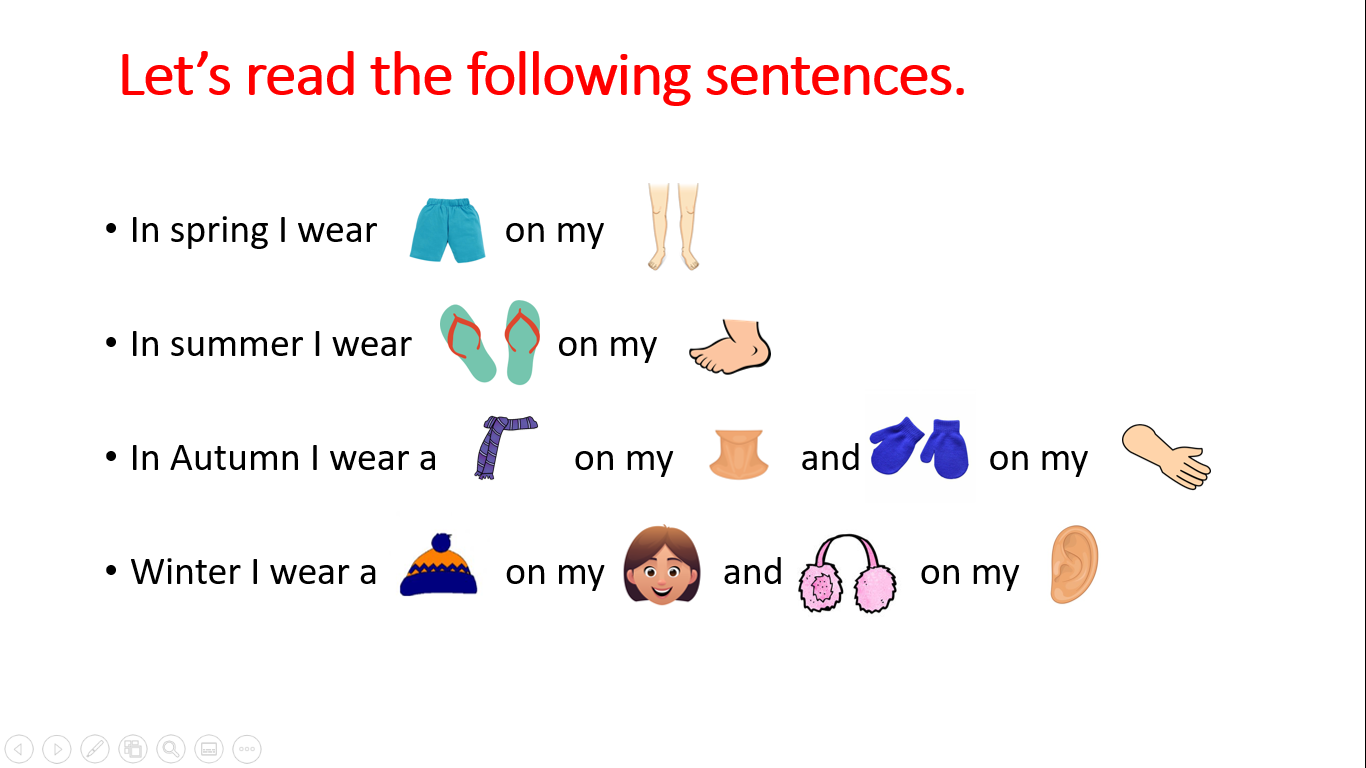 Let's read the following sentences.
• In spring I wear on my
• In summer I wear on my
• In Autumn I wear a on my and on my
• Winter I wear a on my and on my